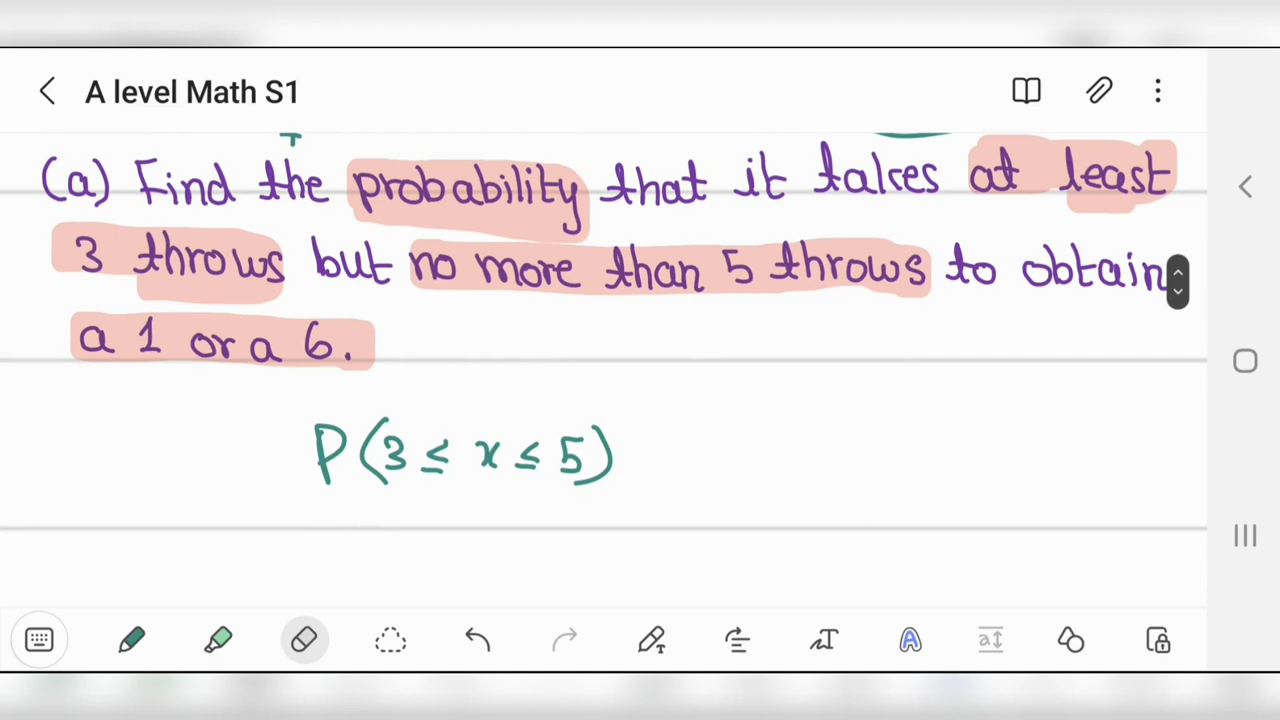 A level Math S1
(a) Find the probability that it takes at least
3 throws but no more than 5 throws to obtain
a 1 or a 6.
P(3 ≤ x ≤ 5)